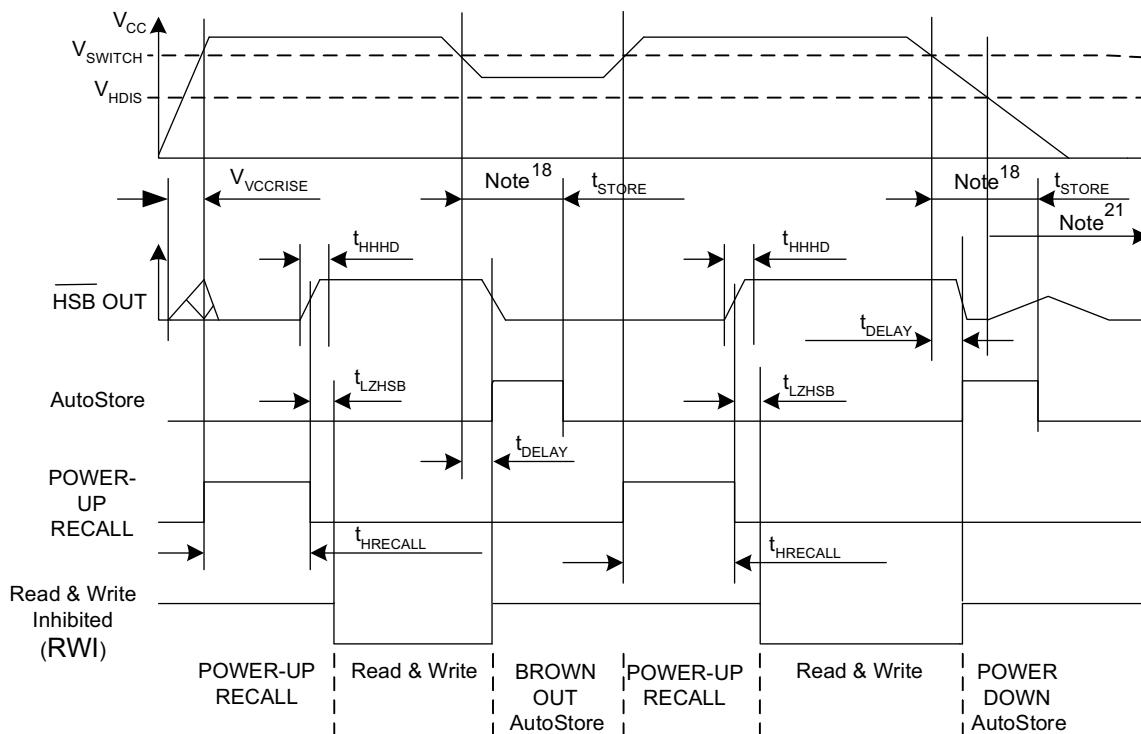 VCC
VSWITCH
VHDIS
VVCCRISE
Note18
tSTORE
Note18
tSTORE
Note21
tHHHD
tHHHD
HSB OUT
tDELAY
tLZHSB
tLZHSB
AutoStore
tDELAY
POWER-
UP
RECALL
tHRECALL
tHRECALL
Read & Write
Inhibited
(RWI)
POWER-UP
RECALL
Read & Write
BROWN
OUT
AutoStore
POWER-UP
RECALL
Read & Write
POWER
DOWN
AutoStore